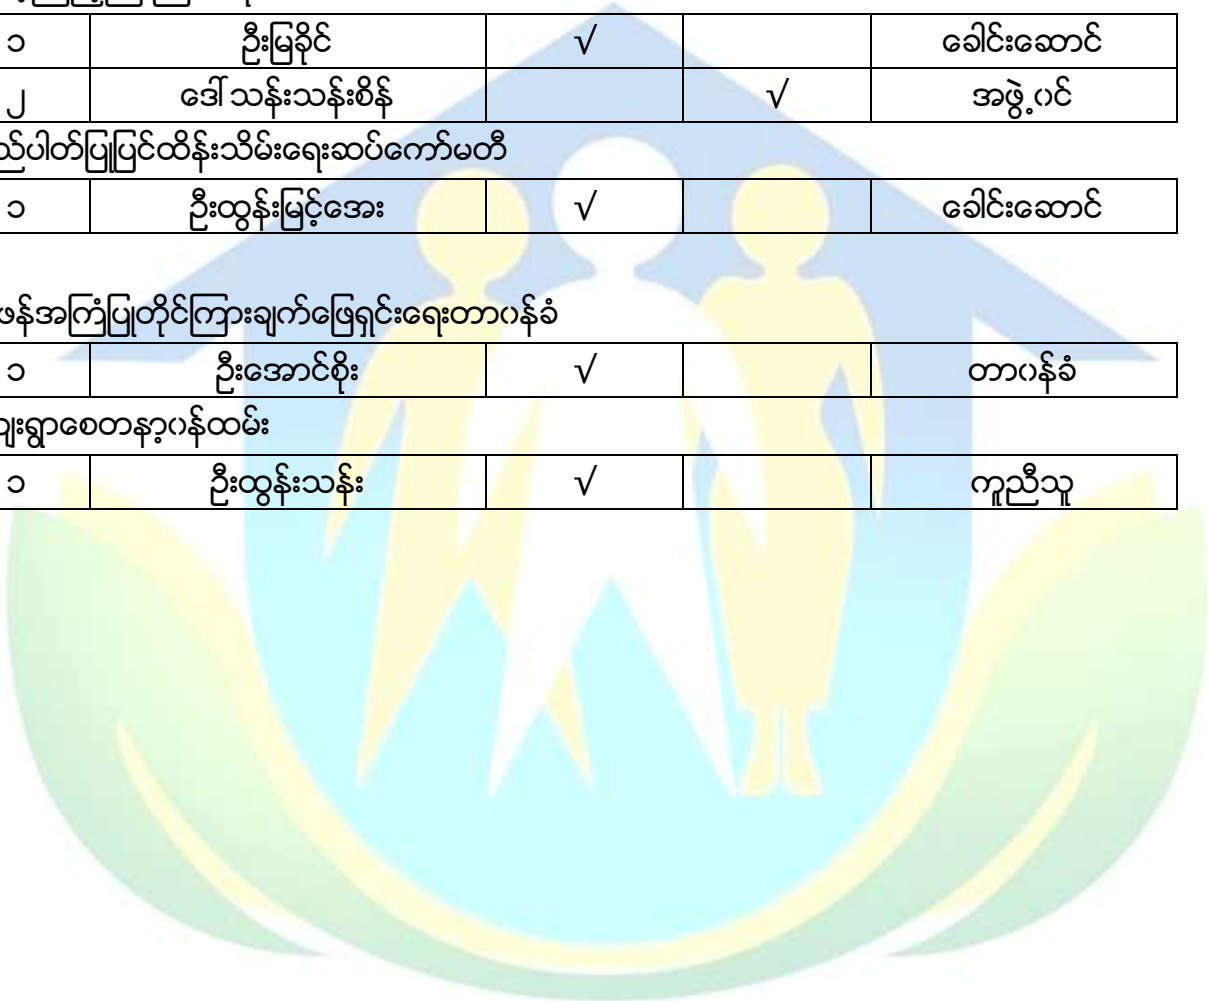 ၁ ဦးမြခိုင် √ ခေါင်းဆောင်
၂ ဒေါ်သန်းသန်းစိန် √ အဖွဲ့ဝင်
ည်ပါတ်ပြုပြင်ထိန်းသိမ်းရေးဆပ်ကော်မတီ
၁ ဦးထွန်းမြင့်အေး √ ခေါင်းဆောင်
ဖန်အကြံပြုတိုင်ကြားချက်ဖြေရှင်းရေးတာဝန်ခံ
၁ ဦးအောင်စိုး √ တာဝန်ခံ
ျးရွာစေတနာ့ဝန်ထမ်း
၁ ဦးထွန်းသန်း √ ကူညီသူ